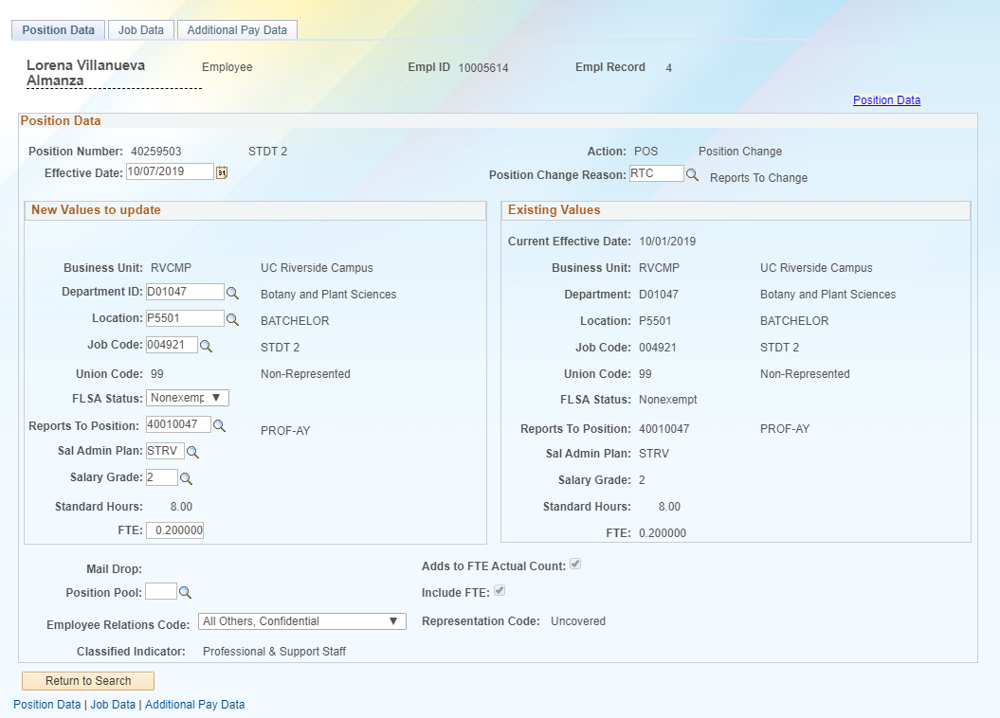 Position Data Job Data Additional Pay Data
Lorena Villanueva Almanza Employee Empl ID 10005614 Empl Record 4
Position Data
Position Data
Position Number: 40259503 STDT 2 Action: POS Position Change
Effective Date: 10/07/2019 31 Position Change Reason: RTC Reports To Change
New Values to update
Business Unit: RVCMP UC Riverside Campus
Department ID: D01047 Botany and Plant Sciences
Location: P5501 BATCHELOR
Job Code: 004921 STDT 2
Union Code: 99 Non-Represented
FLSA Status: Nonexemp
Reports To Position: 40010047 PROF-AY
Sal Admin Plan: STRV
Salary Grade: 2
Standard Hours: 8.00
FTE: 0.200000
Existing Values
Current Effective Date: 10/01/2019
Business Unit: RVCMP UC Riverside Campus
Department: D01047 Botany and Plant Sciences
Location: P5501 BATCHELOR
Job Code: 004921 STDT 2
Union Code: 99 Non-Represented
FLSA Status: Nonexempt
Reports To Position: 40010047 PROF-AY
Sal Admin Plan: STRV
Salary Grade: 2
Standard Hours: 8.00
FTE: 0.200000
Mail Drop: Adds to FTE Actual Count:
Position Pool: Include FTE:
Employee Relations Code: All Others, Confidential Representation Code: Uncovered
Classified Indicator: Professional & Support Staff
Return to Search
Position Data | Job Data | Additional Pay Data